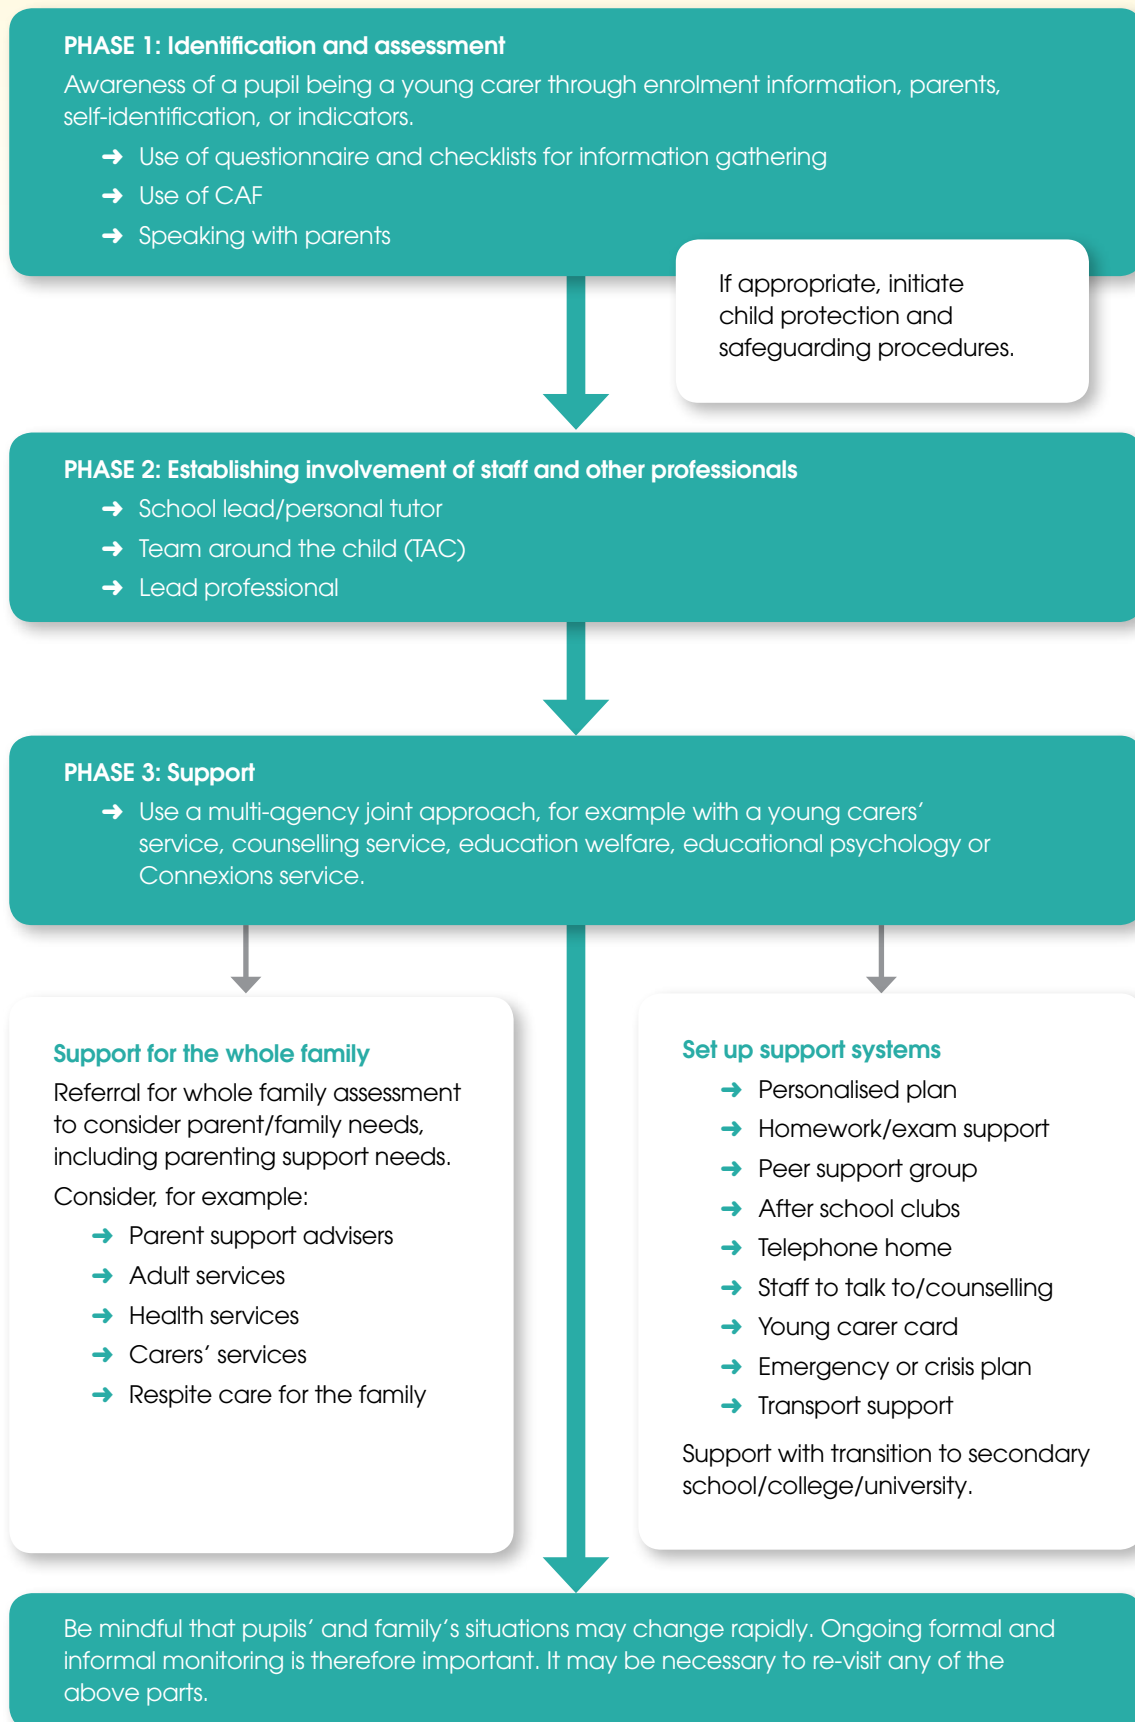 PHASE 1: Identification and assessment
Awareness of a pupil being a young carer through enrolment information, parents,
self-identification, or indicators.
➜ Use of questionnaire and checklists for information gathering
➜ Use of CAF
➜ Speaking with parents
If appropriate, initiate
child protection and
safeguarding procedures.
PHASE 2: Establishing involvement of staff and other professionals
➜ School lead/personal tutor
➜ Team around the child (TAC)
➜ Lead professional
PHASE 3: Support
➜ Use a multi-agency joint approach, for example with a young carers’
service, counselling service, education welfare, educational psychology or
Connexions service.
Support for the whole family
Referral for whole family assessment
to consider parent/family needs,
including parenting support needs.
Consider, for example:
➜ Parent support advisers
➜ Adult services
➜ Health services
➜ Carers’ services
➜ Respite care for the family
Set up support systems
➜ Personalised plan
➜ Homework/exam support
➜ Peer support group
➜ After school clubs
➜ Telephone home
➜ Staff to talk to/counselling
➜ Young carer card
➜ Emergency or crisis plan
➜ Transport support
Support with transition to secondary
school/college/university.
Be mindful that pupils’ and family’s situations may change rapidly. Ongoing formal and
informal monitoring is therefore important. It may be necessary to re-visit any of the
above parts.